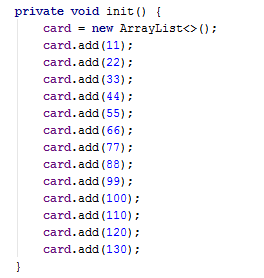 private void init() {
    card = new ArrayList<>();
    card.add(11);
    card.add(22);
    card.add(33);
    card.add(44);
    card.add(55);
    card.add(66);
    card.add(77);
    card.add(88);
    card.add(99);
    card.add(100);
    card.add(110);
    card.add(120);
    card.add(130);
}